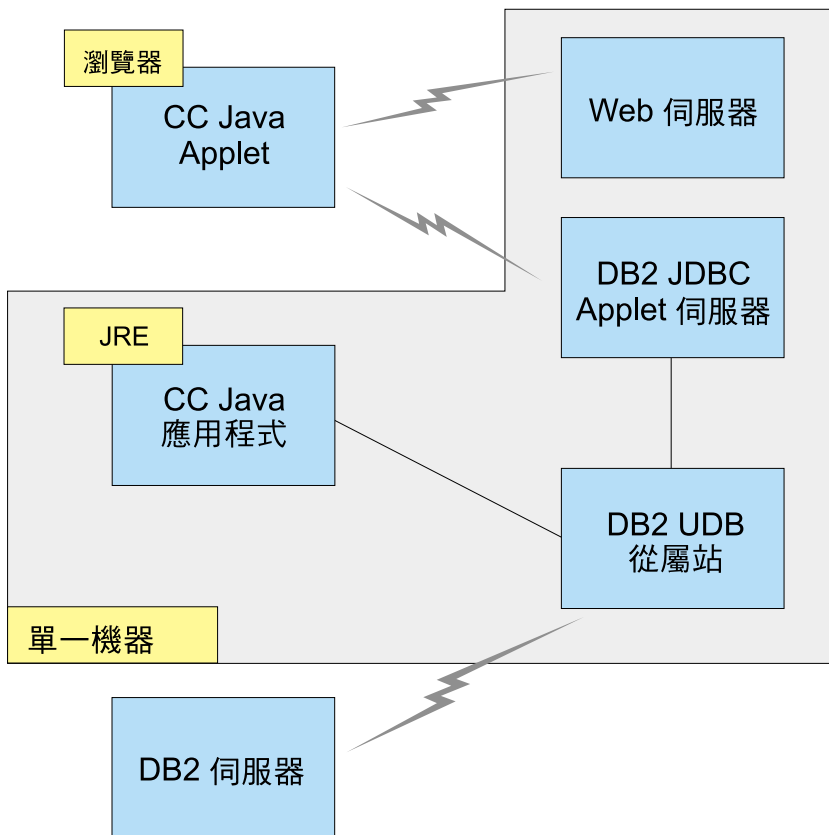 瀏覽器
CC Java
Applet
Web 伺服器
DB2 JDBC
Applet 伺服器
JRE
CC Java
應用程式
DB2 UDB
從屬站
單一機器
DB2 伺服器